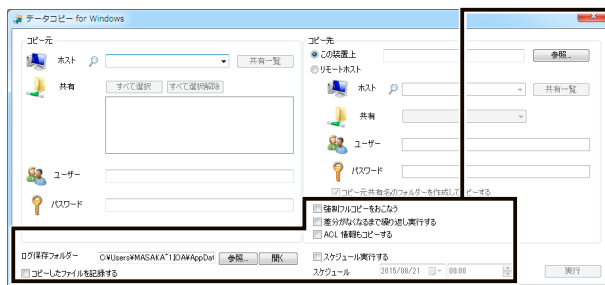 データコピー for Windows
コピー元
ホスト
共有一覧
共有
すべて選択
すべて選択解除
ユーザー
パスワード
コピー先
この装置上
参照...
リモートホスト
ホスト
共有一覧
共有
ユーザー
パスワード
コピー元共有名のフォルダーを作成してコピーする
強制フルコピーをおこなう
差分がなくなるまで繰り返し実行する
ACL 情報もコピーする
ログ保存フォルダー C:¥Users¥MASAKA~1.IOA¥AppDat 参照... 開く
コピーしたファイルを記録する
スケジュール実行する
スケジュール 2015/08/21 00:00
実行